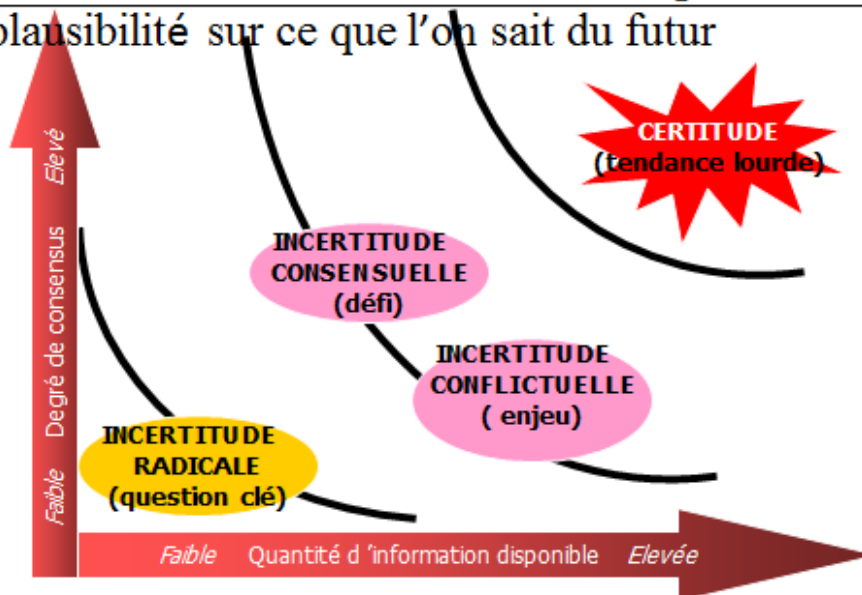 plausibilité sur ce que l'on sait du futur
CERTITUDE
(tendance lourde)
INCERTITUDE
CONSENSUELLE
(défi)
INCERTITUDE
CONFLICTUELLE
( enjeu)
INCERTITUDE
RADICALE
(question clé)
Faible Degré de consensus Elevé
Faible Quantité d 'information disponible Elevée